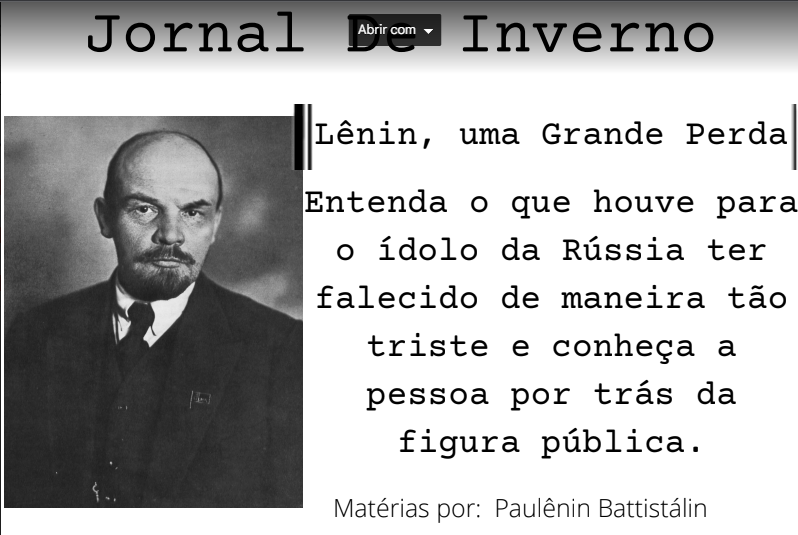 Jornal De Inverno
Abrir com
Lênin, uma Grande Perda
Entenda o que houve para
o ídolo da Rússia ter
falecido de maneira tão
triste e conheça a
pessoa por trás da
figura pública.
Matérias por: Paulênin Battistálin